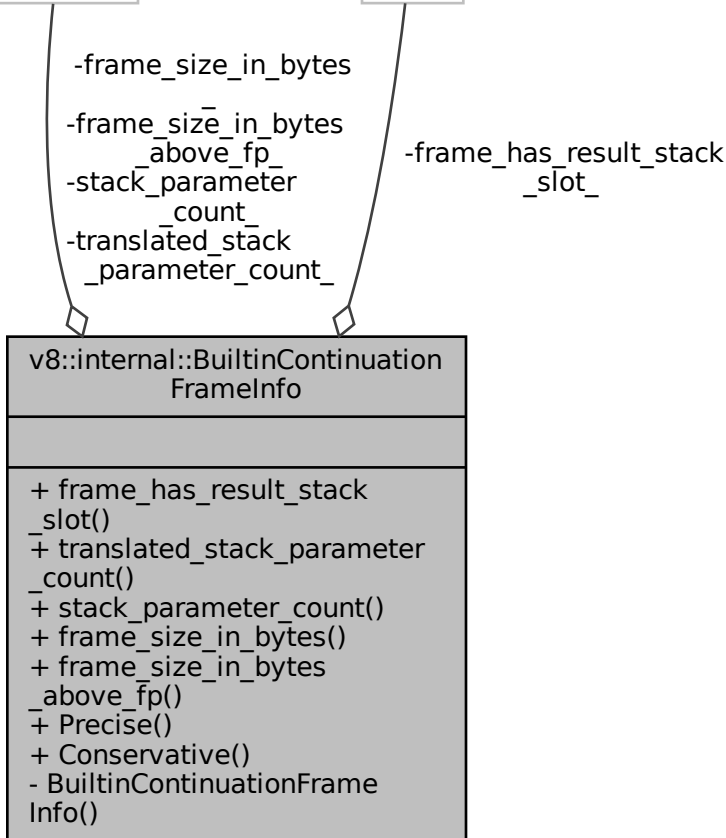 -frame_size_in_bytes
_
-frame_size_in_bytes
_above_fp_
-stack_parameter
_count_
-translated_stack
_parameter_count_
-frame_has_result_stack
_slot_
v8::internal::BuiltinContinuation
FrameInfo
+ frame_has_result_stack
_slot()
+ translated_stack_parameter
_count()
+ stack_parameter_count()
+ frame_size_in_bytes()
+ frame_size_in_bytes
_above_fp()
+ Precise()
+ Conservative()
- BuiltinContinuationFrame
Info()